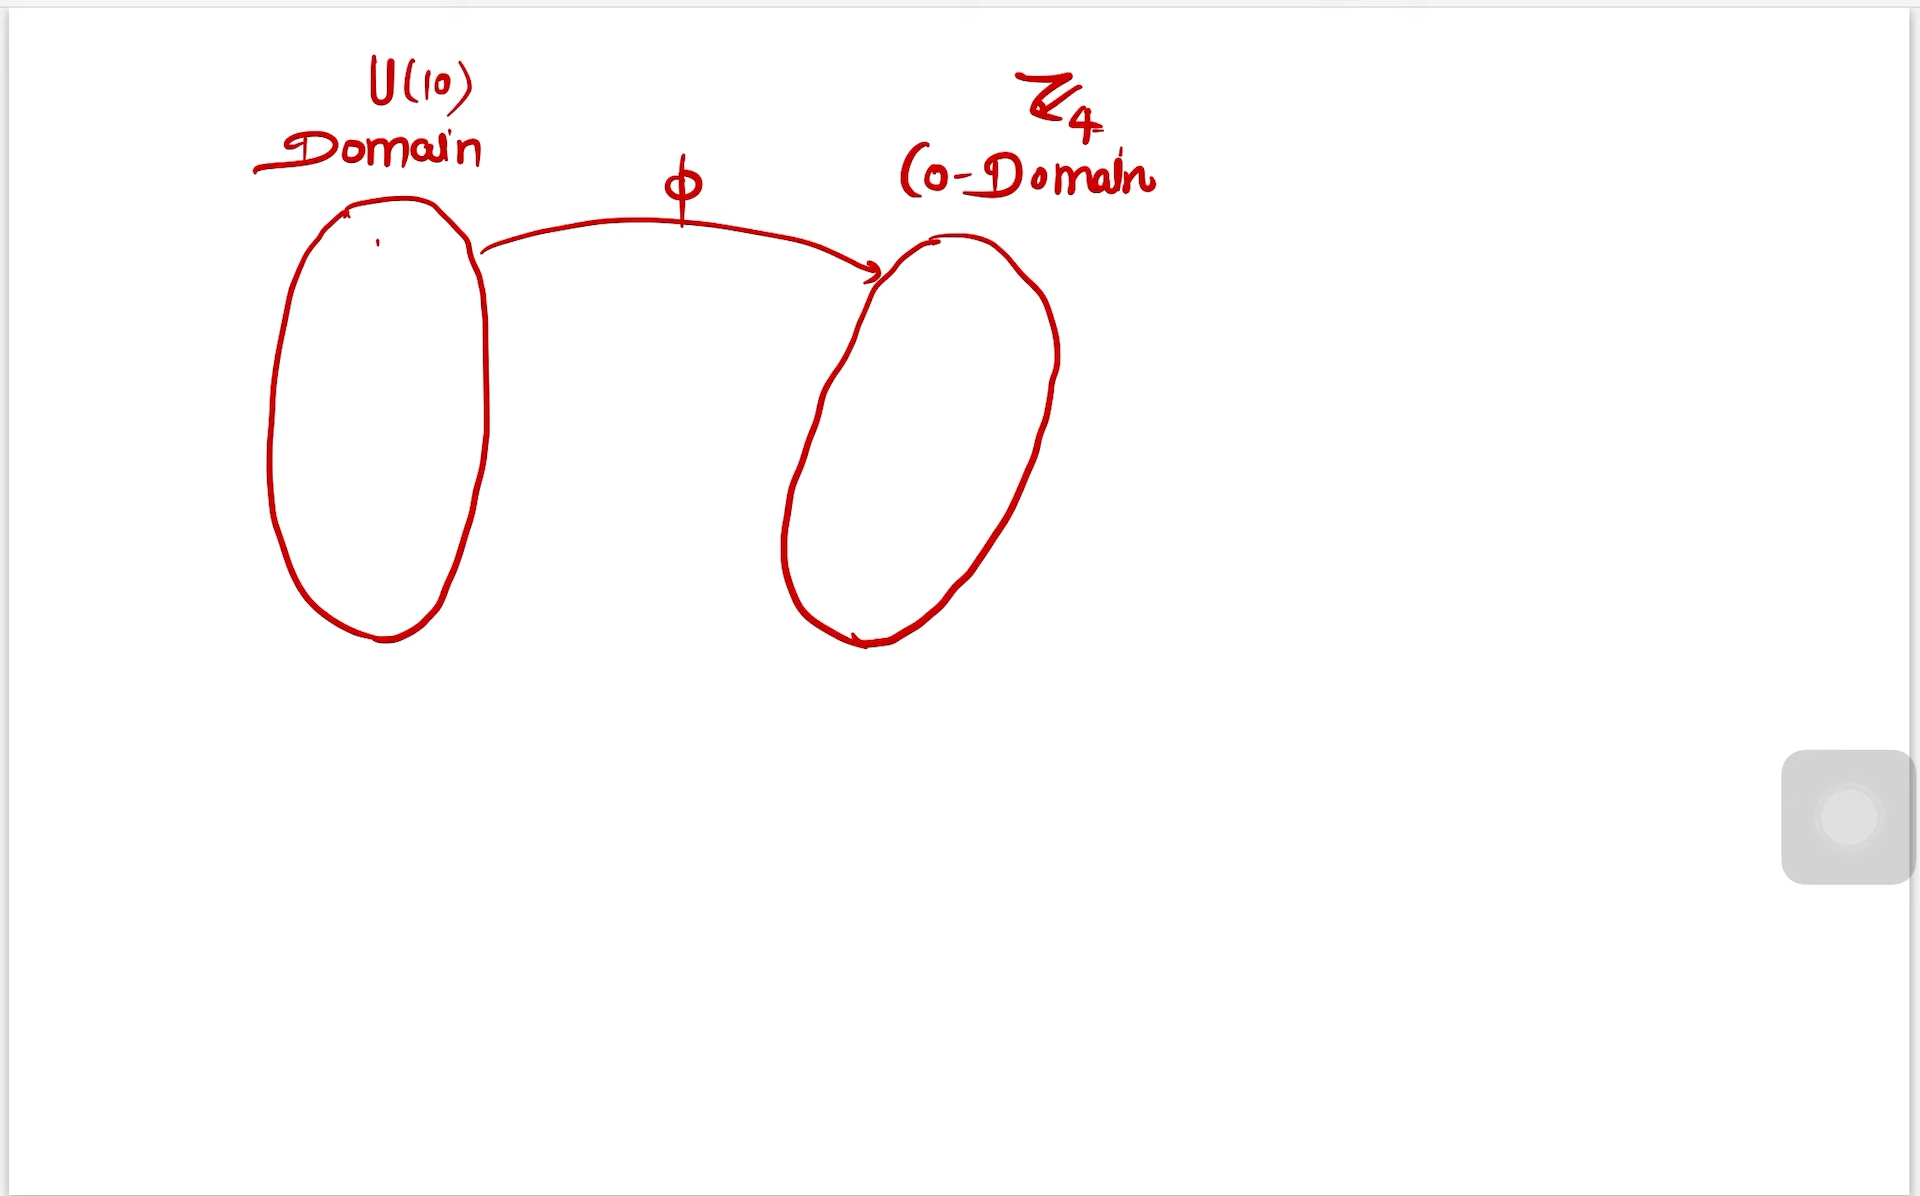 U(10)
Domain
ϕ
ℤ₄
Co-Domain